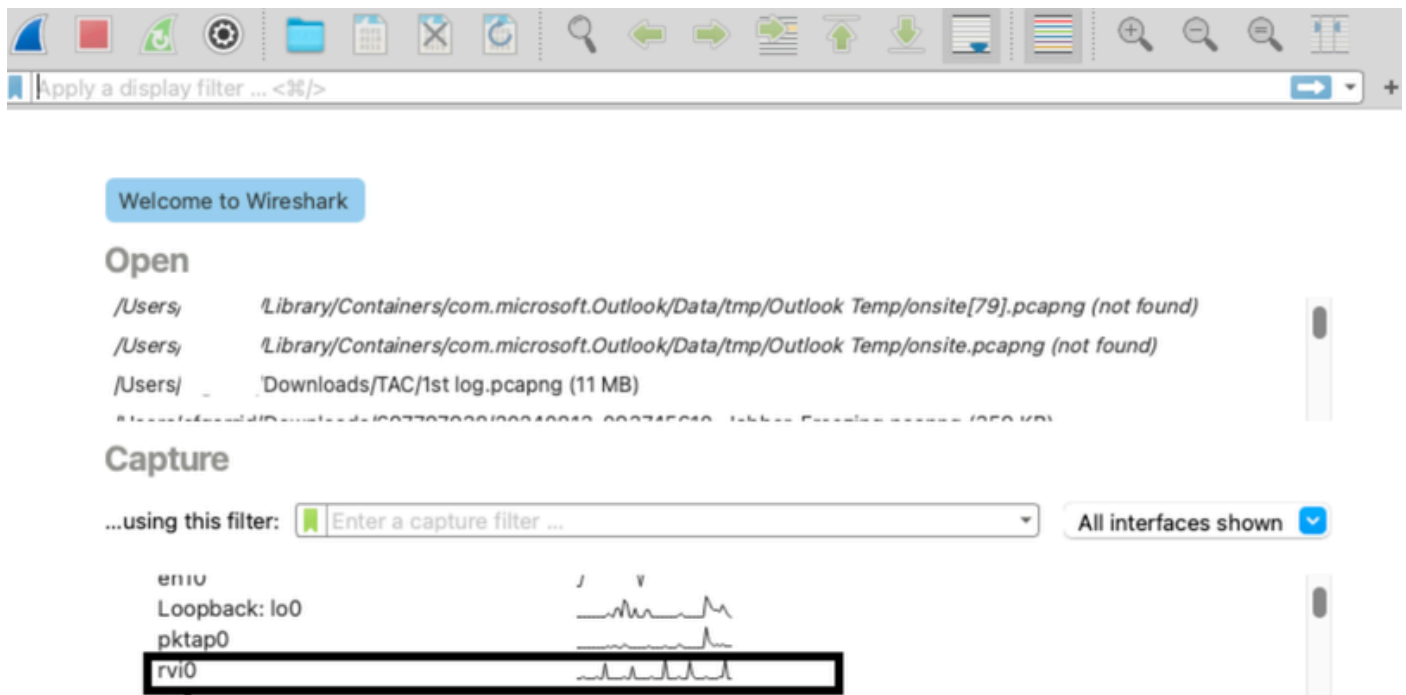 Apply a display filter ... <⌘/>
Welcome to Wireshark
Open
/Users/ /Library/Containers/com.microsoft.Outlook/Data/tmp/Outlook Temp/onsite[79].pcapng (not found)
/Users/ /Library/Containers/com.microsoft.Outlook/Data/tmp/Outlook Temp/onsite.pcapng (not found)
/Users/ /Downloads/TAC/1st log.pcapng (11 MB)
Capture
...using this filter: Enter a capture filter ... All interfaces shown
Loopback: lo0
pktap0
rvi0